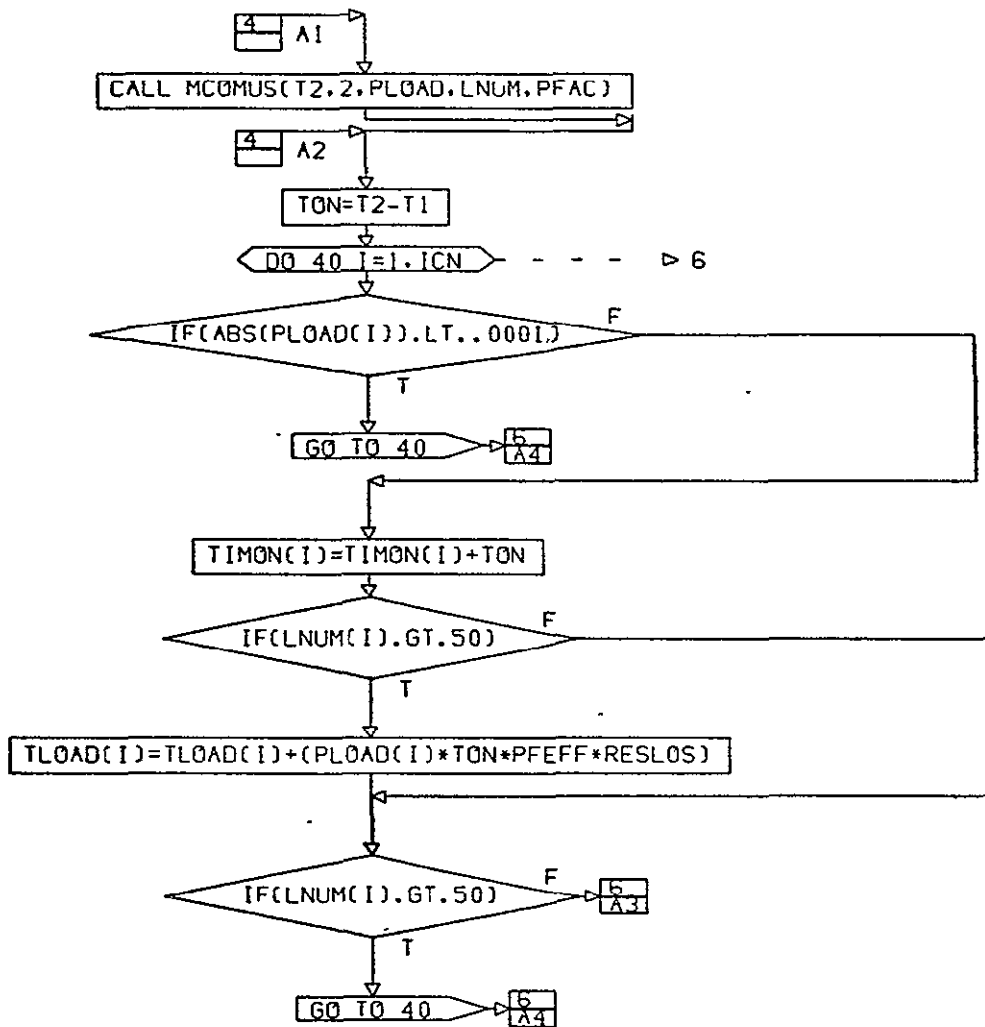 4 A1
CALL MCOMUS(T2.2.PLOAD.LNUM.PFAC)
4 A2
TON=T2-T1
DO 40 I=1.ICN 6
IF(ABS(PLOAD(I)).LT..0001) F
T
GO TO 40 6 A4
TIMON(I)=TIMON(I)+TON
IF(LNUM(I).GT.50) F
T
TLOAD(I)=TLOAD(I)+(PLOAD(I)*TON*PFEFF*RESLOS)
IF(LNUM(I).GT.50) F 6 A3
T
GO TO 40 6 A4